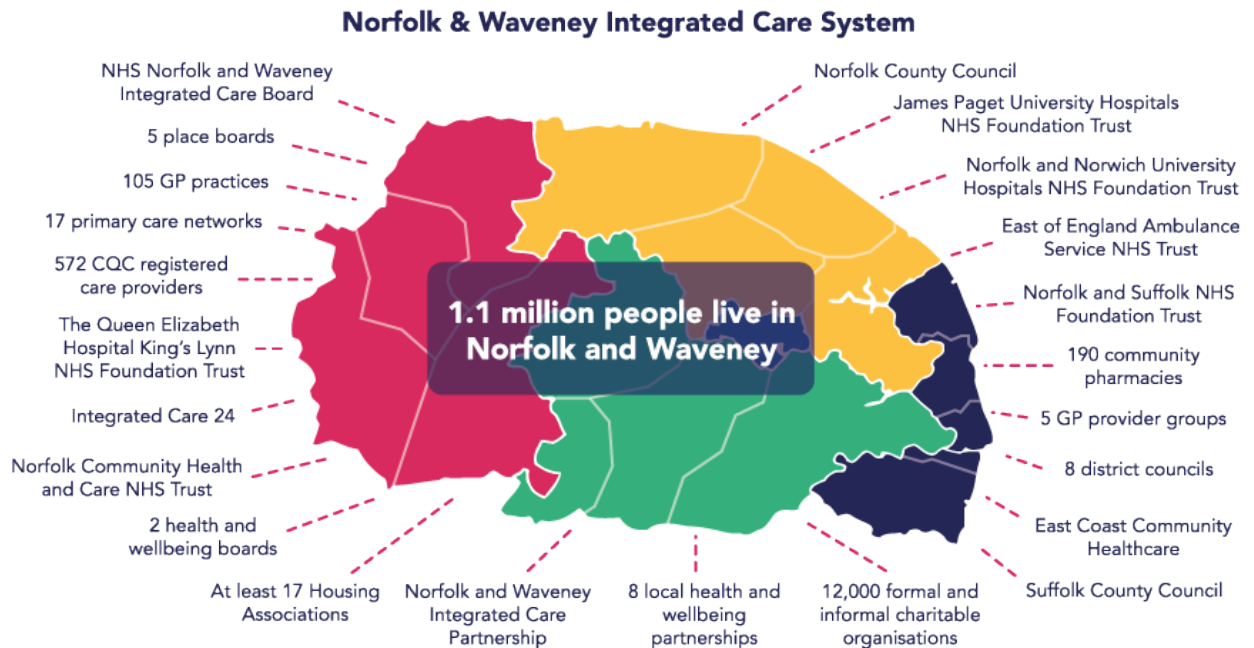 Norfolk & Waveney Integrated Care System
NHS Norfolk and Waveney
Integrated Care Board
5 place boards
105 GP practices
17 primary care networks
572 CQC registered
care providers
The Queen Elizabeth
Hospital King's Lynn
NHS Foundation Trust
Integrated Care 24
Norfolk Community Health
and Care NHS Trust
2 health and
wellbeing boards
At least 17 Housing
Associations
Norfolk and Waveney
Integrated Care
Partnership
8 local health and
wellbeing
partnerships
12,000 formal and
informal charitable
organisations
Norfolk County Council
James Paget University Hospitals
NHS Foundation Trust
Norfolk and Norwich University
Hospitals NHS Foundation Trust
East of England Ambulance
Service NHS Trust
Norfolk and Suffolk NHS
Foundation Trust
190 community
pharmacies
5 GP provider groups
8 district councils
East Coast Community
Healthcare
Suffolk County Council
1.1 million people live in
Norfolk and Waveney